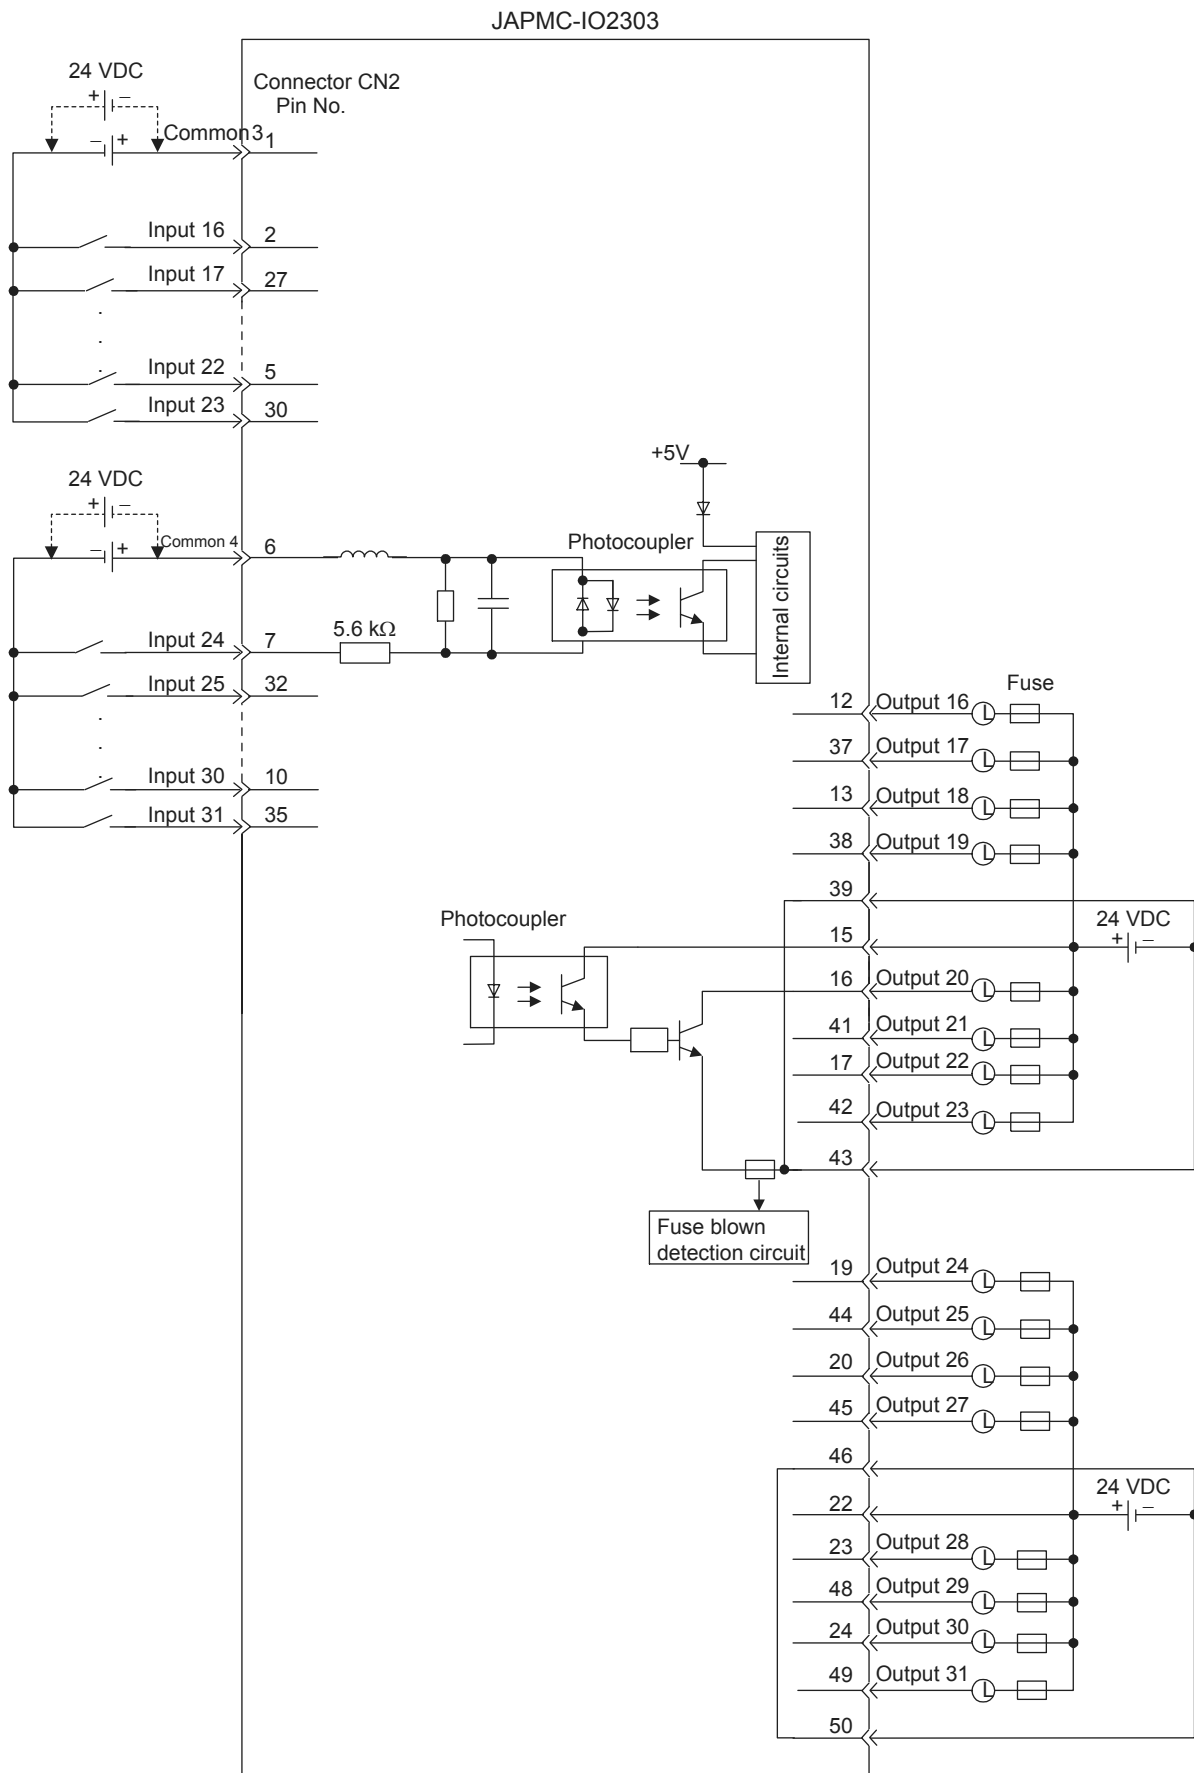 JAPMC-IO2303
24 VDC
Connector CN2
Pin No.
+ –
– +
Common 3
1
Input 16
2
Input 17
27
Input 22
5
Input 23
30
24 VDC
+ –
– +
Common 4
6
Input 24
7
5.6 kΩ
Input 25
32
Input 30
10
Input 31
35
+5V
Photocoupler
Internal circuits
Fuse
12 Output 16 L
37 Output 17 L
13 Output 18 L
38 Output 19 L
39
24 VDC
+ –
15
16 Output 20 L
41 Output 21 L
17 Output 22 L
42 Output 23 L
43
Photocoupler
Fuse blown
detection circuit
19 Output 24 L
44 Output 25 L
20 Output 26 L
45 Output 27 L
46
24 VDC
+ –
22
23 Output 28 L
48 Output 29 L
24 Output 30 L
49 Output 31 L
50